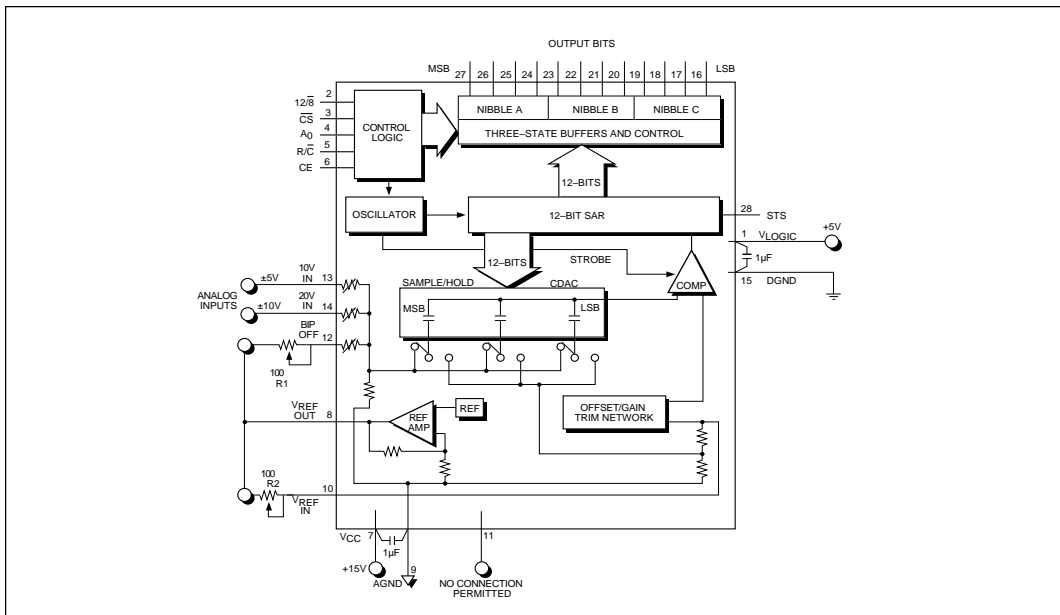 OUTPUT BITS
MSB
27 26 25 24 23 22 21 20 19 18 17 16
LSB
NIBBLE A NIBBLE B NIBBLE C
THREE–STATE BUFFERS AND CONTROL
12/8̅ 2
C̅S̅ 3
A0 4
R/C̅ 5
CE 6
CONTROL
LOGIC
12–BITS
OSCILLATOR
12–BIT SAR
28 STS
1 VLOGIC
+5V
1µF
15 DGND
12–BITS
STROBE
COMP
ANALOG
INPUTS
±5V
10V
IN
13
±10V
20V
IN
14
BIP
OFF
12
100
R1
SAMPLE/HOLD CDAC
MSB LSB
VREF
OUT
8
REF
AMP
REF
OFFSET/GAIN
TRIM NETWORK
100
R2
10
VREF
IN
VCC
7
1µF
9
11
+15V
AGND
NO CONNECTION
PERMITTED